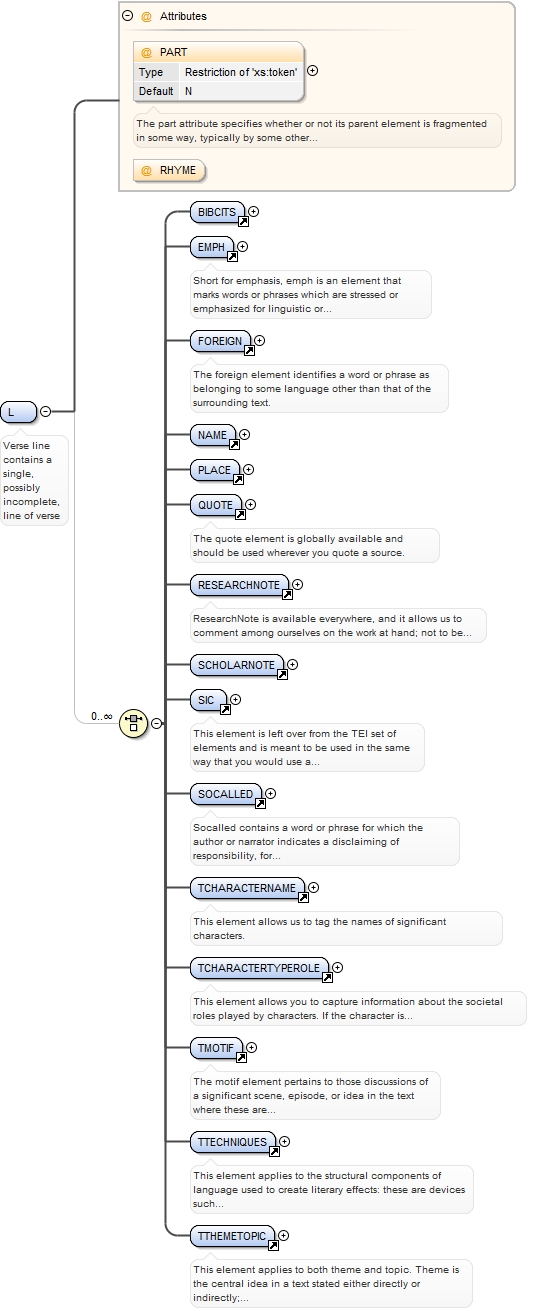 Attributes
PART
Type Restriction of 'xs:token'
Default N
The part attribute specifies whether or not its parent element is fragmented
in some way, typically by some other...
RHYME
L
Verse line
contains a
single,
possibly
incomplete,
line of verse
0..∞
BIBCITS
EMPH
Short for emphasis, emph is an element that
marks words or phrases which are stressed or
emphasized for linguistic or...
FOREIGN
The foreign element identifies a word or phrase as
belonging to some language other than that of the
surrounding text.
NAME
PLACE
QUOTE
The quote element is globally available and
should be used wherever you quote a source.
RESEARCHNOTE
ResearchNote is available everywhere, and it allows us to
comment among ourselves on the work at hand; not to be...
SCHOLARNOTE
SIC
This element is left over from the TEI set of
elements and is meant to be used in the same
way that you would use a...
SOCALLED
Socalled contains a word or phrase for which the
author or narrator indicates a disclaiming of
responsibility, for...
TCHARACTERNAME
This element allows us to tag the names of significant
characters.
TCHARACTERTYPEROLE
This element allows you to capture information about the societal
roles played by characters. If the character is...
TMOTIF
The motif element pertains to those discussions of
a significant scene, episode, or idea in the text
where these are...
TTECHNIQUES
This element applies to the structural components of
language used to create literary effects: these are devices
such...
TTHEMETOPIC
This element applies to both theme and topic. Theme is
the central idea in a text stated either directly or
indirectly;...